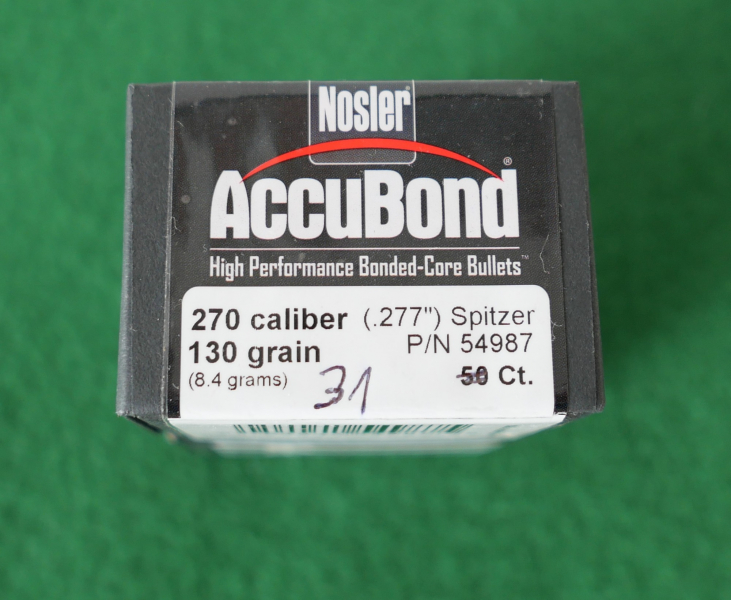 Nosler®
AccuBond®
High Performance Bonded-Core Bullets™
270 caliber (.277") Spitzer
130 grain P/N 54987
(8.4 grams) 31 50 Ct.